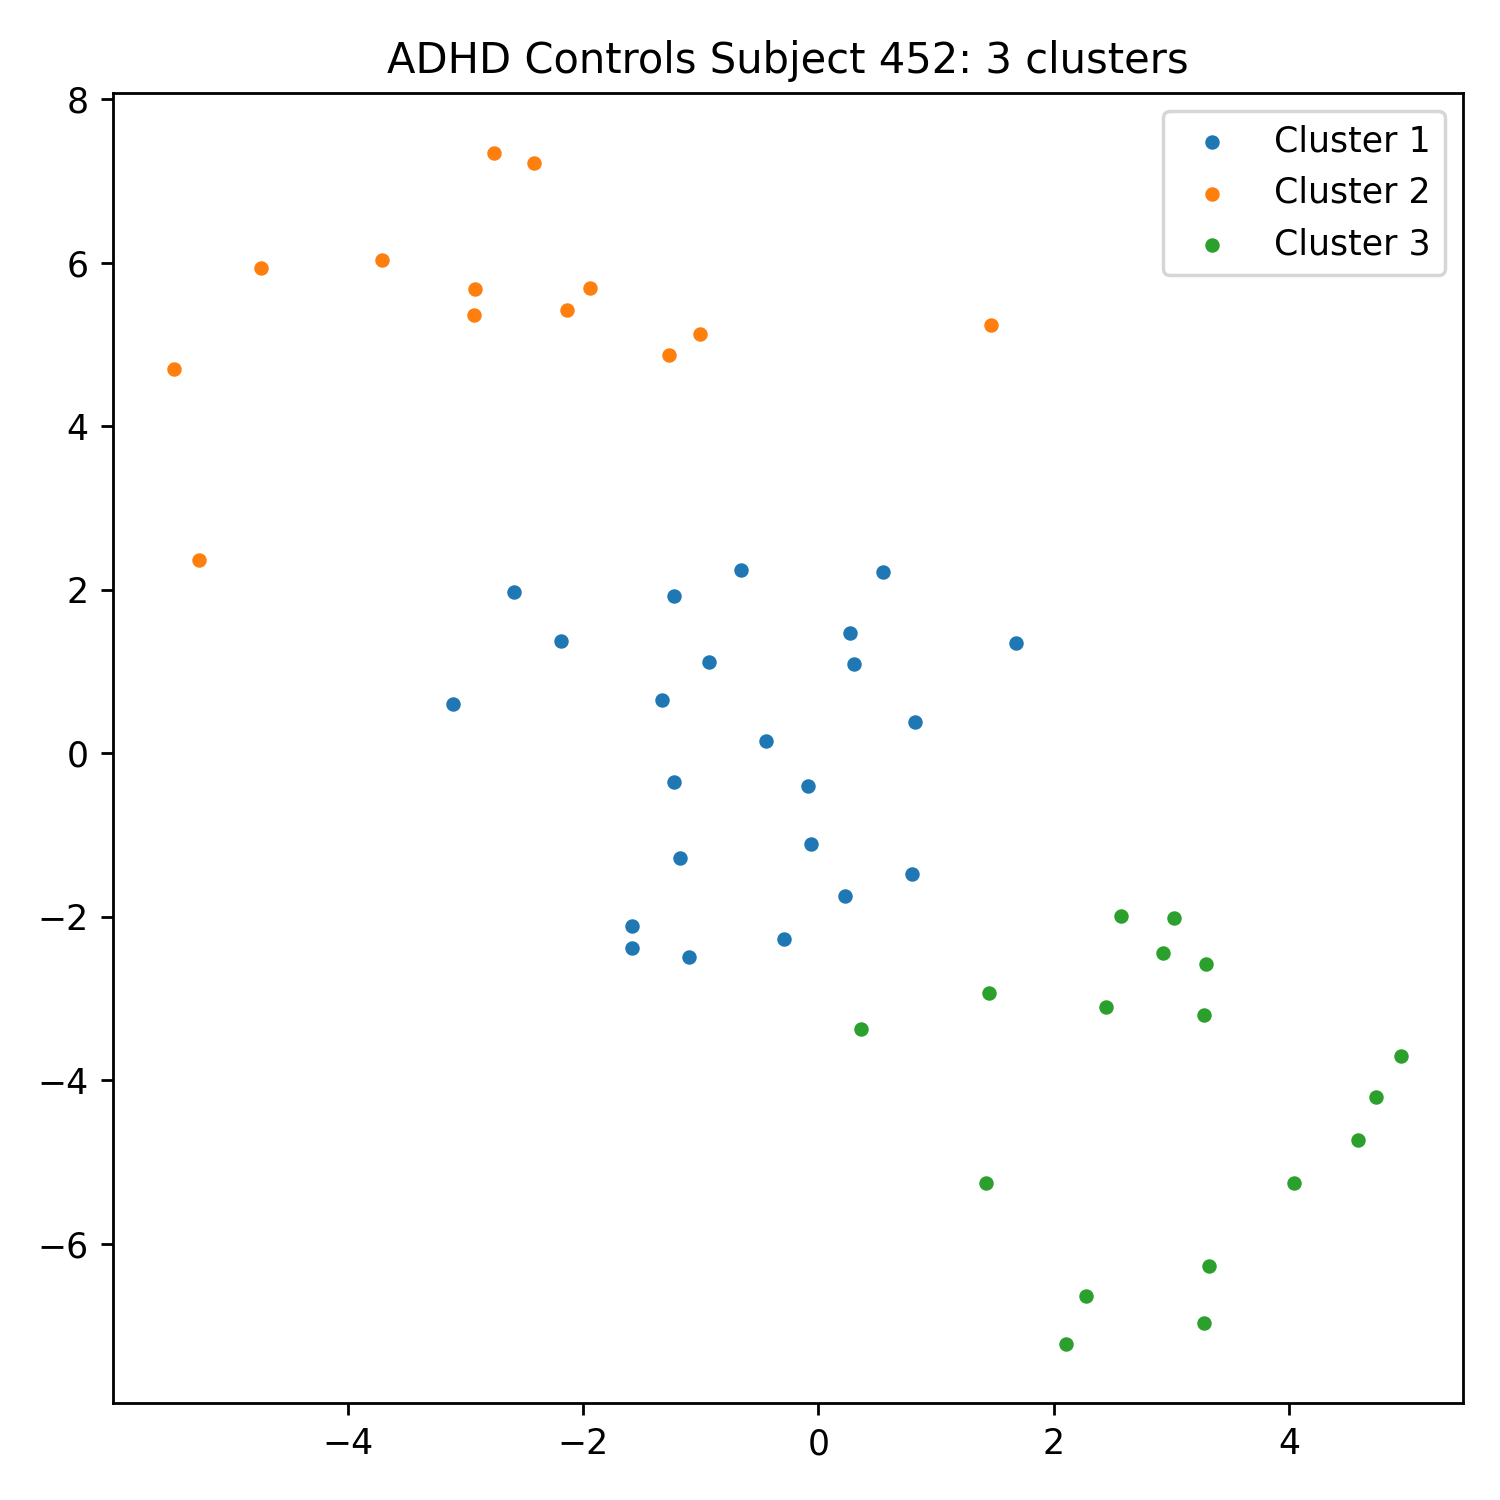 ADHD Controls Subject 452: 3 clusters
8
6
4
2
0
−2
−4
−6
Cluster 1
Cluster 2
Cluster 3
−4 −2 0 2 4